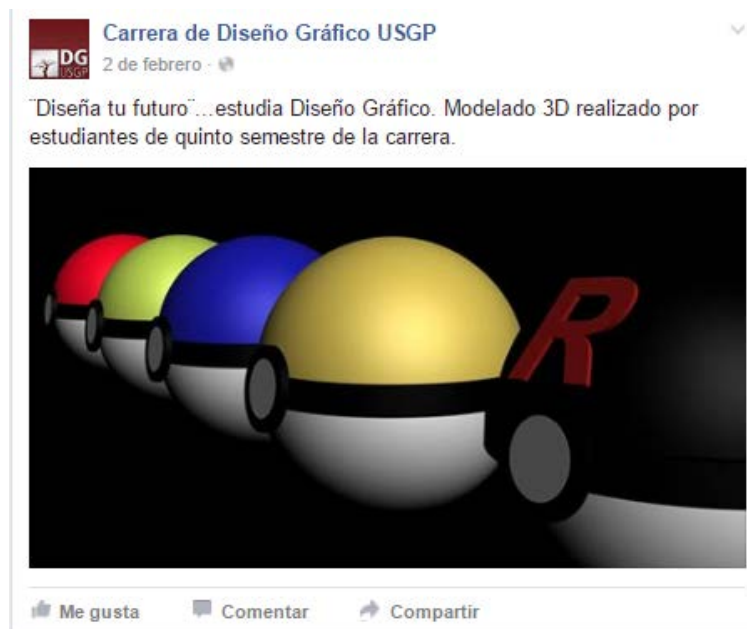 DG
USGP
Carrera de Diseño Gráfico USGP
2 de febrero ·
¨Diseña tu futuro¨...estudia Diseño Gráfico. Modelado 3D realizado por
estudiantes de quinto semestre de la carrera.
R
Me gusta Comentar Compartir